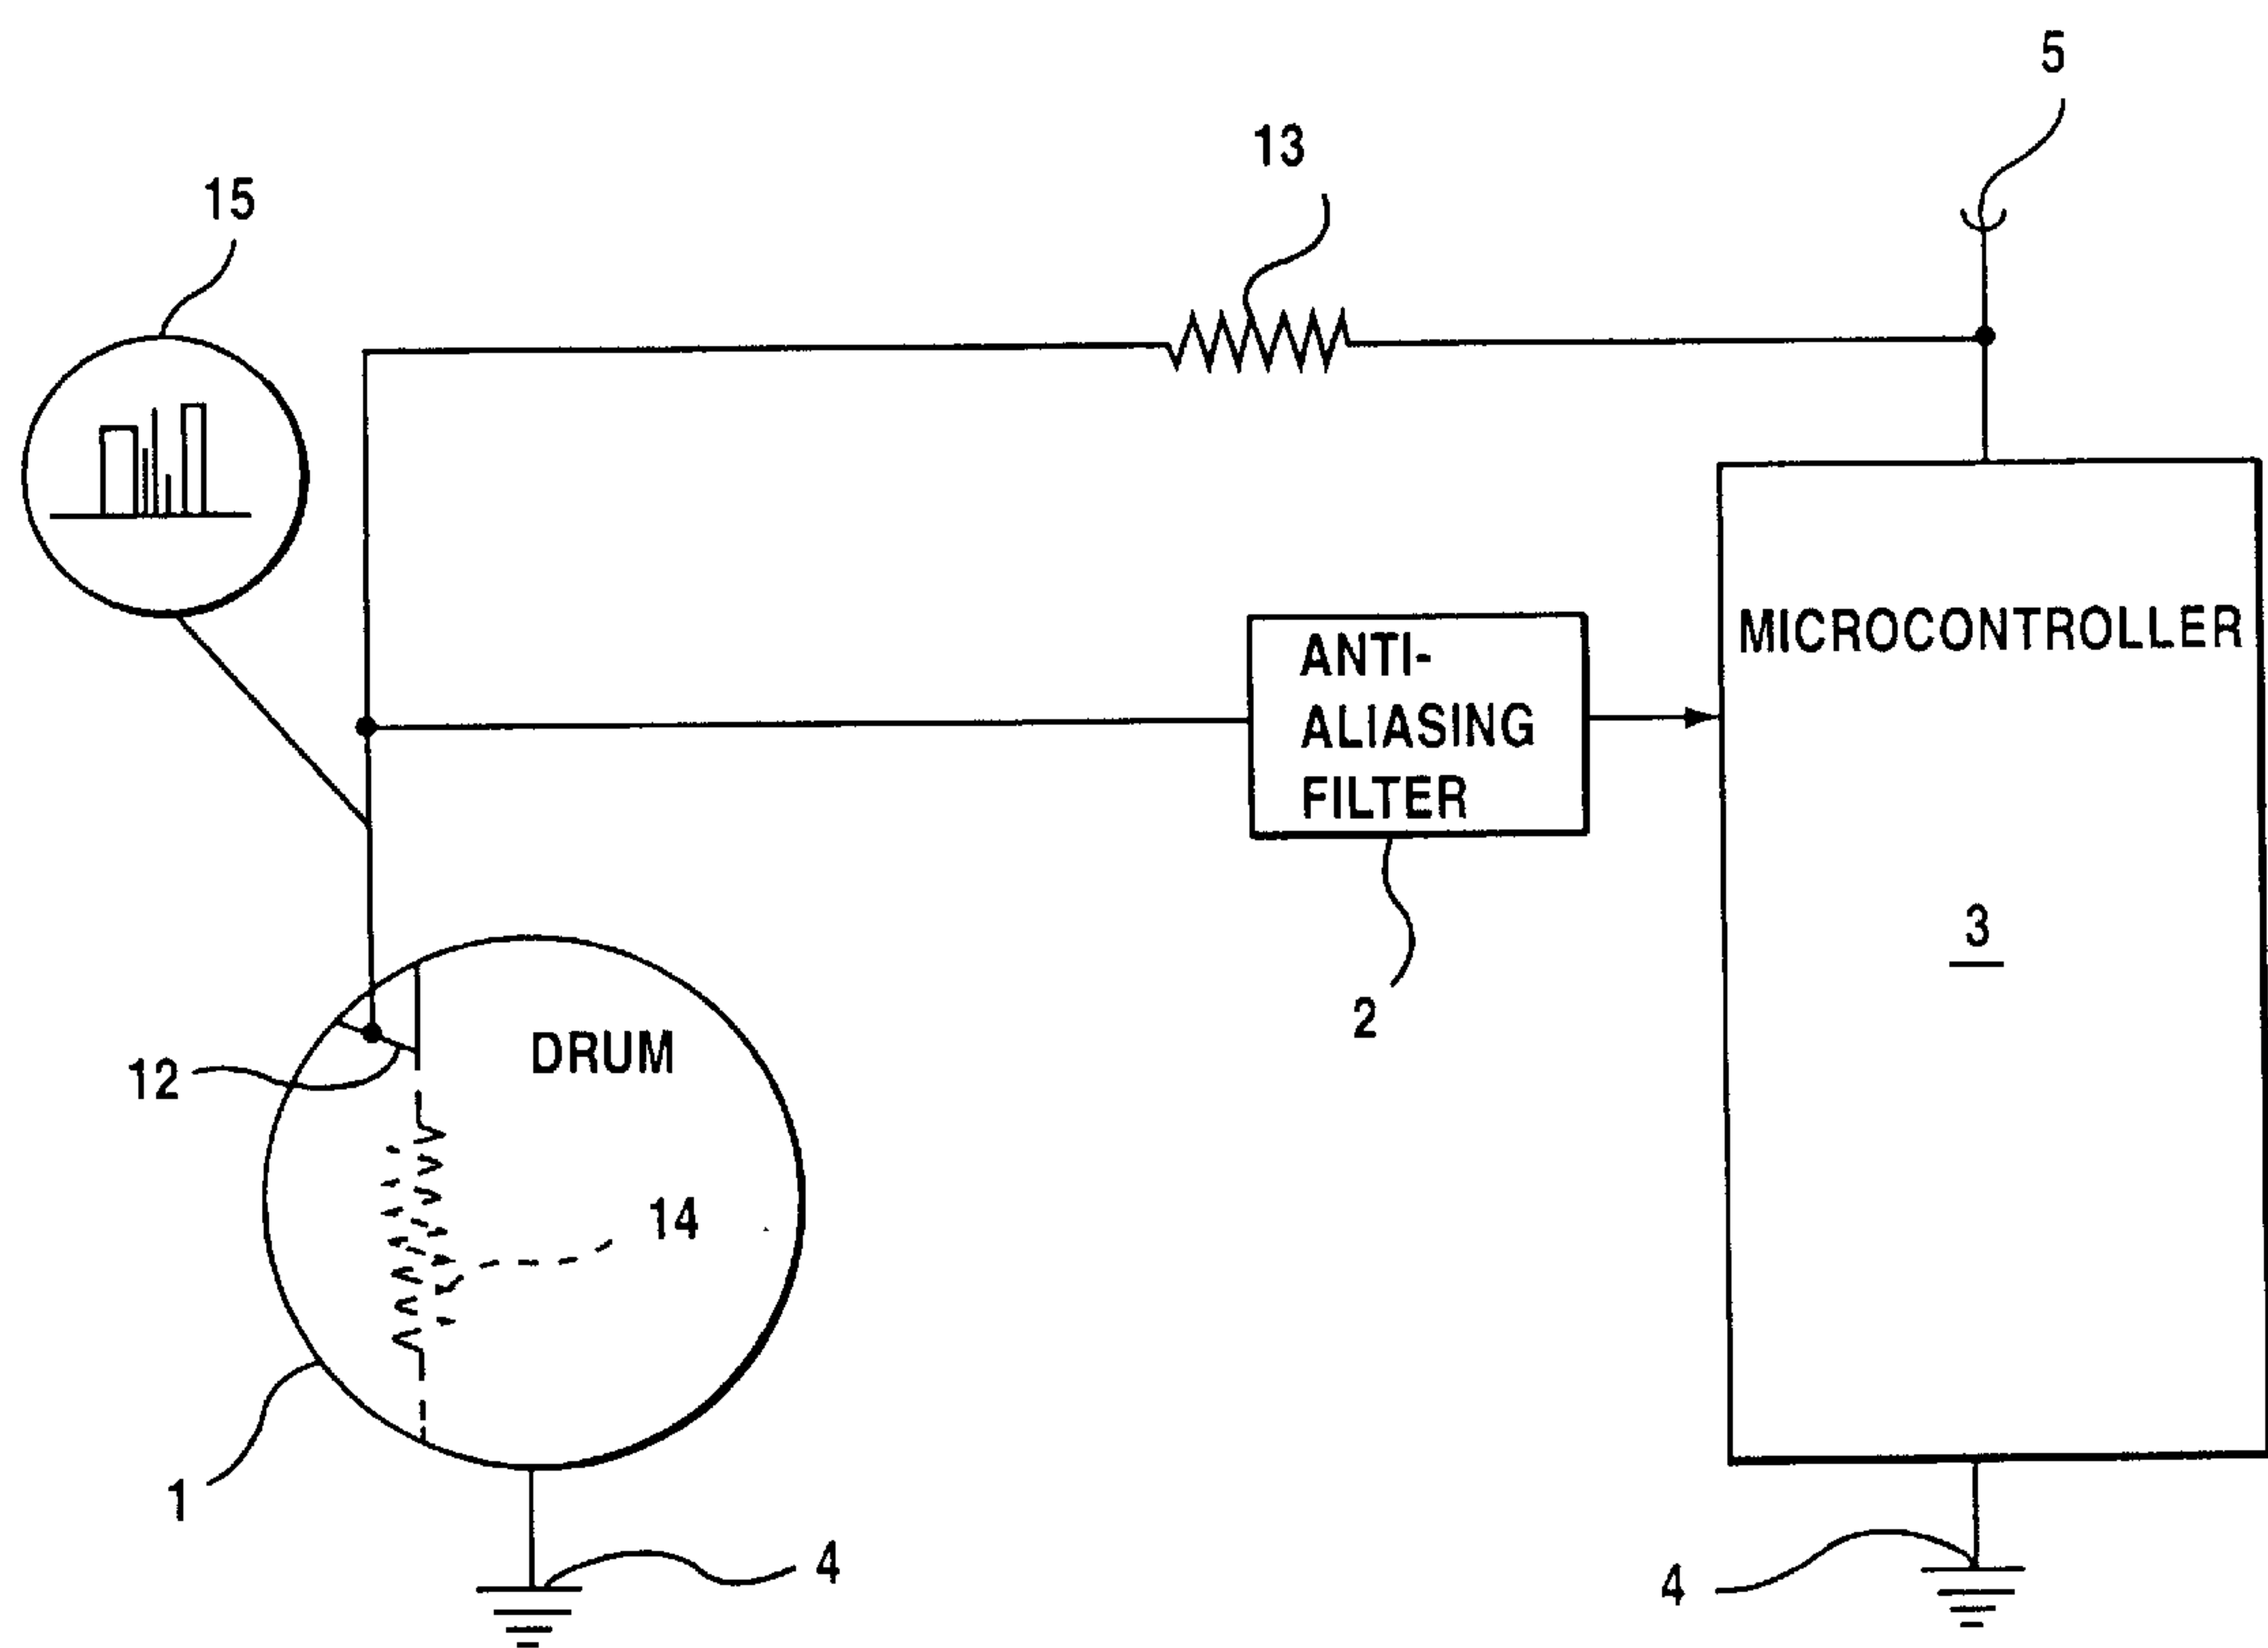 5
13
15
MICROCONTROLLER
ANTI-
ALIASING
FILTER
3
2
DRUM
12
14
1
4
4